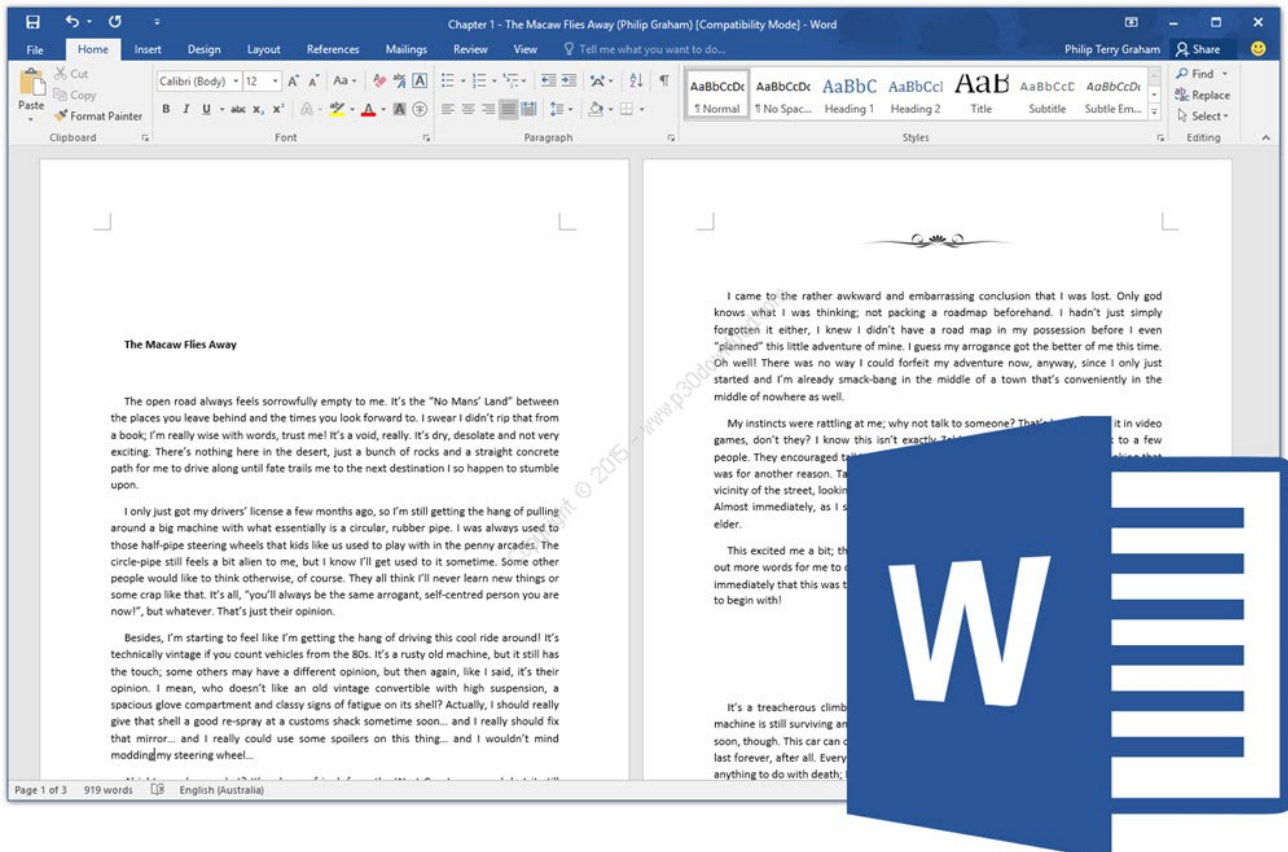 Chapter 1 - The Macaw Flies Away (Philip Graham) [Compatibility Mode] - Word
File Home Insert Design Layout References Mailings Review View Tell me what you want to do... Philip Terry Graham Share
Paste
Cut
Copy
Format Painter
Clipboard
Calibri (Body) 12 A A Aa
B I U abc x, x² A A A
Font
Paragraph
AaBbCcDc AaBbCcDc AaBbC AaBbCcI AaB AaBbCcC AaBbCcDc
¶ Normal ¶ No Spac... Heading 1 Heading 2 Title Subtitle Subtle Em...
Styles
Find
Replace
Select
Editing
The Macaw Flies Away
The open road always feels sorrowfully empty to me. It's the “No Mans’ Land” between
the places you leave behind and the times you look forward to. I swear I didn't rip that from
a book; I'm really wise with words, trust me! It's a void, really. It's dry, desolate and not very
exciting. There's nothing here in the desert, just a bunch of rocks and a straight concrete
path for me to drive along until fate trails me to the next destination I so happen to stumble
upon.
I only just got my drivers’ license a few months ago, so I'm still getting the hang of pulling
around a big machine with what essentially is a circular, rubber pipe. I was always used to
those half-pipe steering wheels that kids like us used to play with in the penny arcades. The
circle-pipe still feels a bit alien to me, but I know I'll get used to it sometime. Some other
people would like to think otherwise, of course. They all think I'll never learn new things or
some crap like that. It's all, “you'll always be the same arrogant, self-centred person you are
now!”, but whatever. That's just their opinion.
Besides, I'm starting to feel like I'm getting the hang of driving this cool ride around! It's
technically vintage if you count vehicles from the 80s. It's a rusty old machine, but it still has
the touch; some others may have a different opinion, but then again, like I said, it's their
opinion. I mean, who doesn't like an old vintage convertible with high suspension, a
spacious glove compartment and classy signs of fatigue on its shell? Actually, I should really
give that shell a good re-spray at a customs shack sometime soon... and I really should fix
that mirror... and I really could use some spoilers on this thing... and I wouldn't mind
modding my steering wheel...
I came to the rather awkward and embarrassing conclusion that I was lost. Only god
knows what I was thinking; not packing a roadmap beforehand. I hadn't just simply
forgotten it either, I knew I didn't have a road map in my possession before I even
“planned” this little adventure of mine. I guess my arrogance got the better of me this time.
Oh well! There was no way I could forfeit my adventure now, anyway, since I only just
started and I'm already smack-bang in the middle of a town that's conveniently in the
middle of nowhere as well.
My instincts were rattling at me; why not talk to someone? That's it in video
games, don't they? I know this isn't exactly to a few
people. They encouraged that
was for another reason.
vicinity of the street,
Almost immediately, as I
elder.
This excited me a bit;
out more words for me to
immediately that this was
to begin with!
It's a treacherous climb
machine is still surviving
soon, though. This car can
last forever, after all.
anything to do with death;
Copyright © 2015 - www.p30download.com
Page 1 of 3 919 words English (Australia)
W